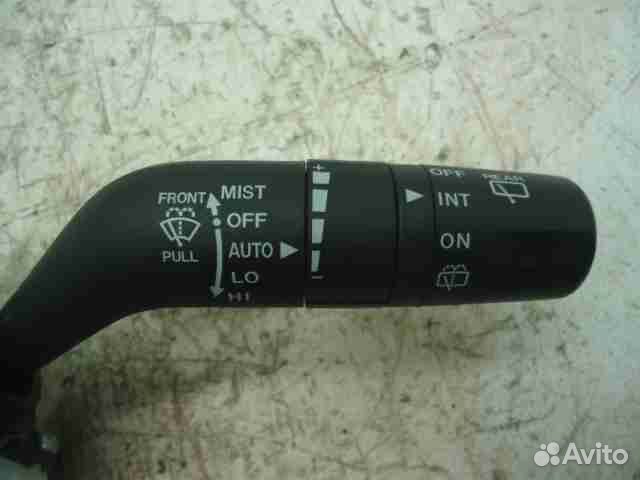 FRONT
PULL
MIST
OFF
AUTO
LO
HI
+
−
OFF
INT
ON
REAR
Avito